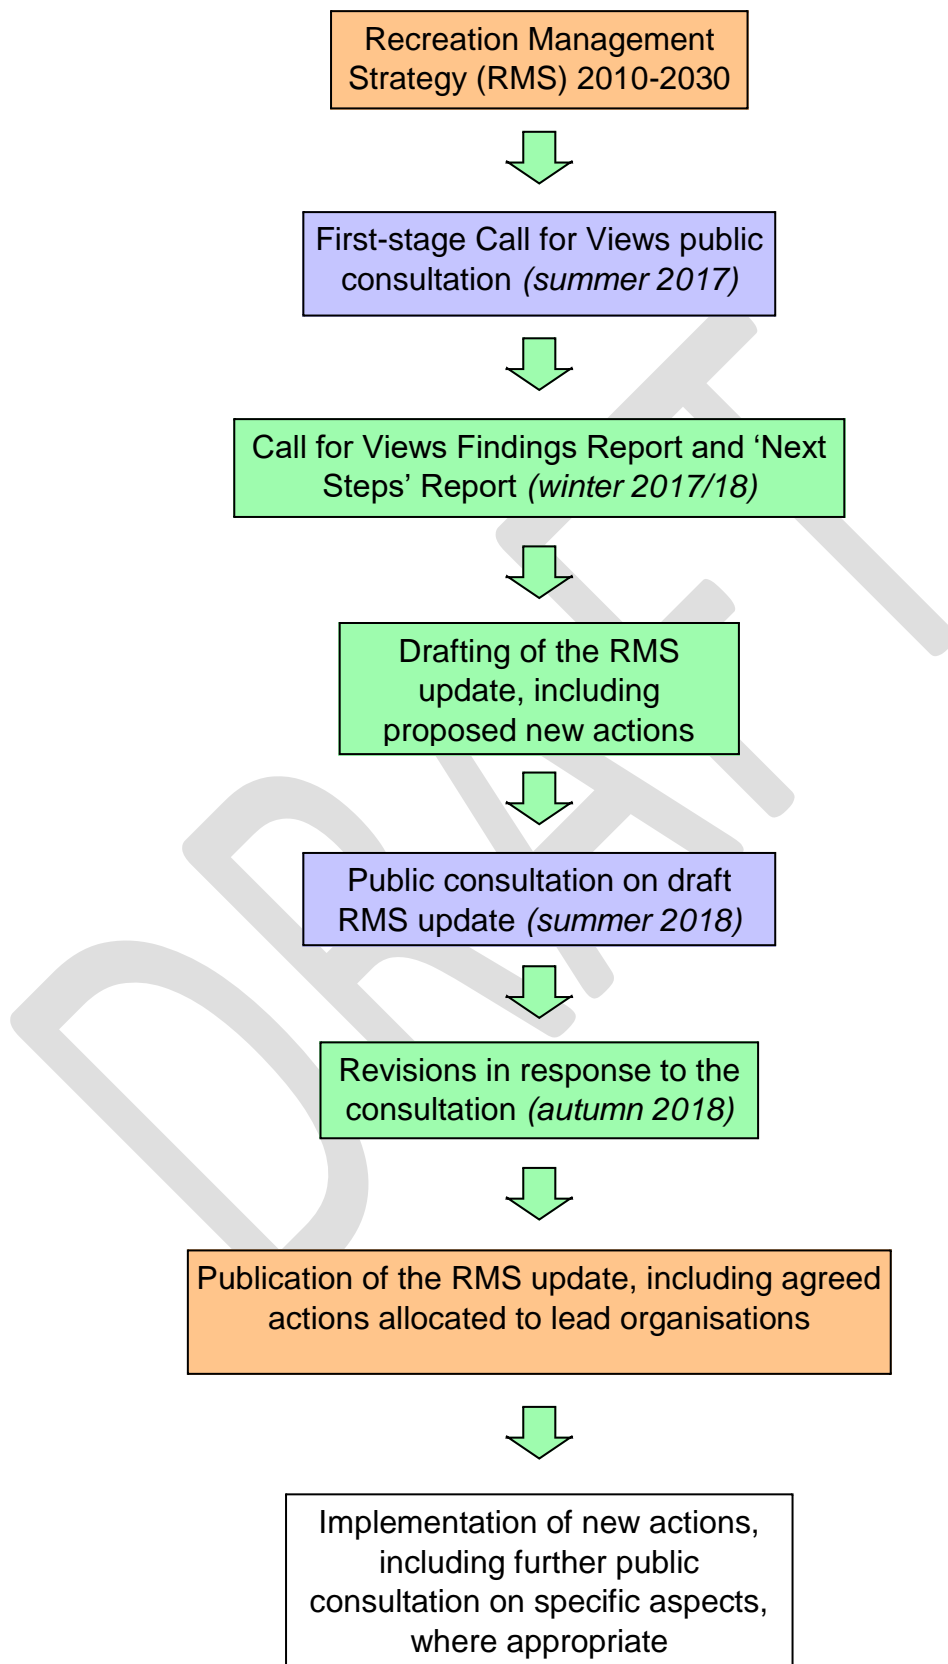 Recreation Management
Strategy (RMS) 2010-2030
First-stage Call for Views public
consultation (summer 2017)
Call for Views Findings Report and ‘Next
Steps’ Report (winter 2017/18)
Drafting of the RMS
update, including
proposed new actions
Public consultation on draft
RMS update (summer 2018)
Revisions in response to the
consultation (autumn 2018)
Publication of the RMS update, including agreed
actions allocated to lead organisations
Implementation of new actions,
including further public
consultation on specific aspects,
where appropriate
DRAFT